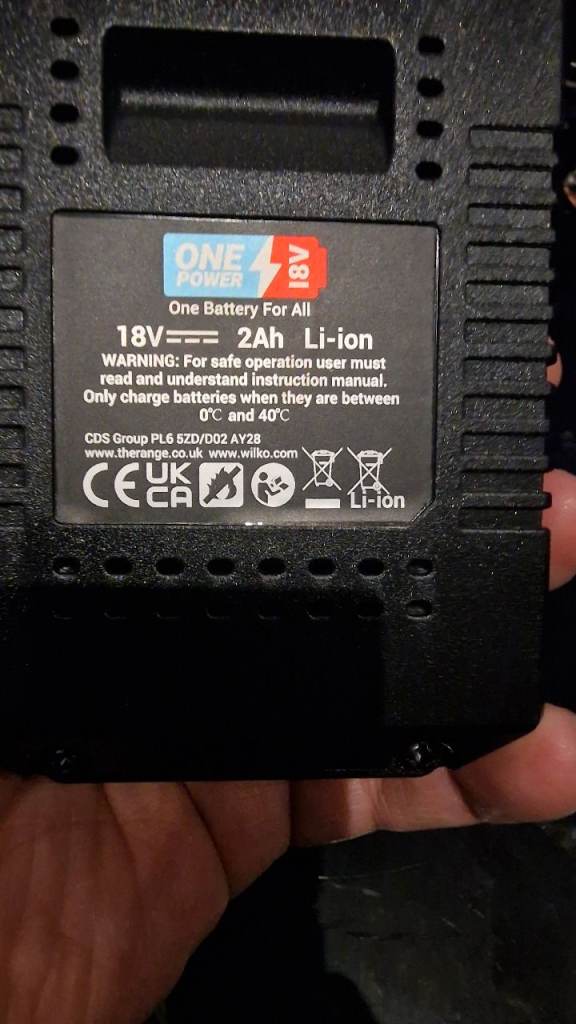 ONE
POWER
18V
One Battery For All
18V⎓ 2Ah Li-ion
WARNING: For safe operation user must
read and understand instruction manual.
Only charge batteries when they are between
0℃ and 40℃
CDS Group PL6 5ZD/D02 AY28
www.therange.co.uk www.wilko.com
CE UK
CA
Li-ion